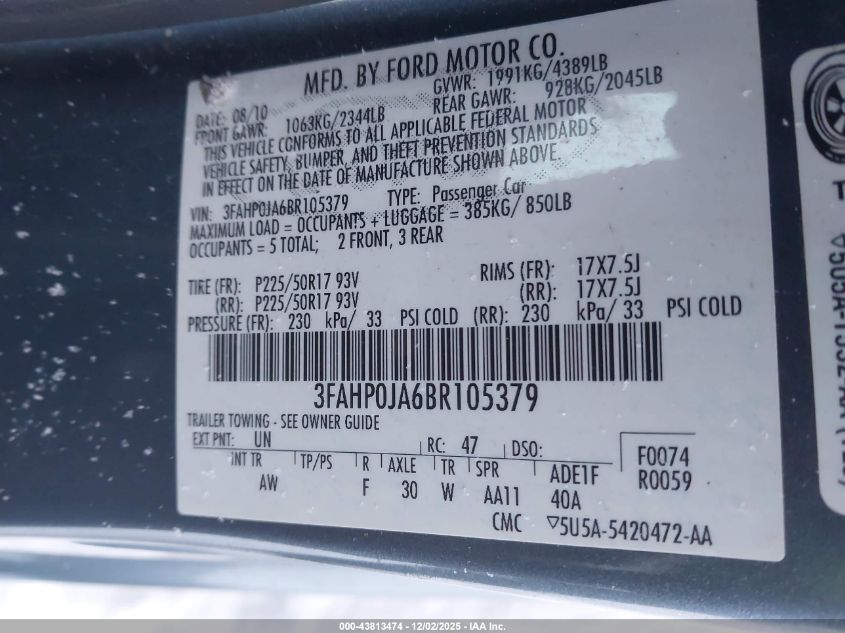 MFD. BY FORD MOTOR CO.
DATE: 08/10 GVWR: 1991KG/4389LB
FRONT GAWR: 1063KG/2344LB REAR GAWR: 928KG/2045LB
THIS VEHICLE CONFORMS TO ALL APPLICABLE FEDERAL MOTOR
VEHICLE SAFETY, BUMPER, AND THEFT PREVENTION STANDARDS
IN EFFECT ON THE DATE OF MANUFACTURE SHOWN ABOVE.
VIN: 3FAHP0JA6BR105379 TYPE: Passenger Car
MAXIMUM LOAD = OCCUPANTS + LUGGAGE = 385KG/ 850LB
OCCUPANTS = 5 TOTAL; 2 FRONT, 3 REAR
TIRE (FR): P225/50R17 93V RIMS (FR): 17X7.5J
(RR): P225/50R17 93V (RR): 17X7.5J
PRESSURE (FR): 230 kPa/ 33 PSI COLD (RR): 230 kPa/ 33 PSI COLD
3FAHP0JA6BR105379
TRAILER TOWING - SEE OWNER GUIDE
EXT PNT: UN RC: 47 DSO: F0074
INT TR TP/PS R AXLE TR SPR ADE1F R0059
AW F 30 W AA11 40A
CMC ▽5U5A-5420472-AA
000-43813474 • 12/02/2025 • IAA Inc.